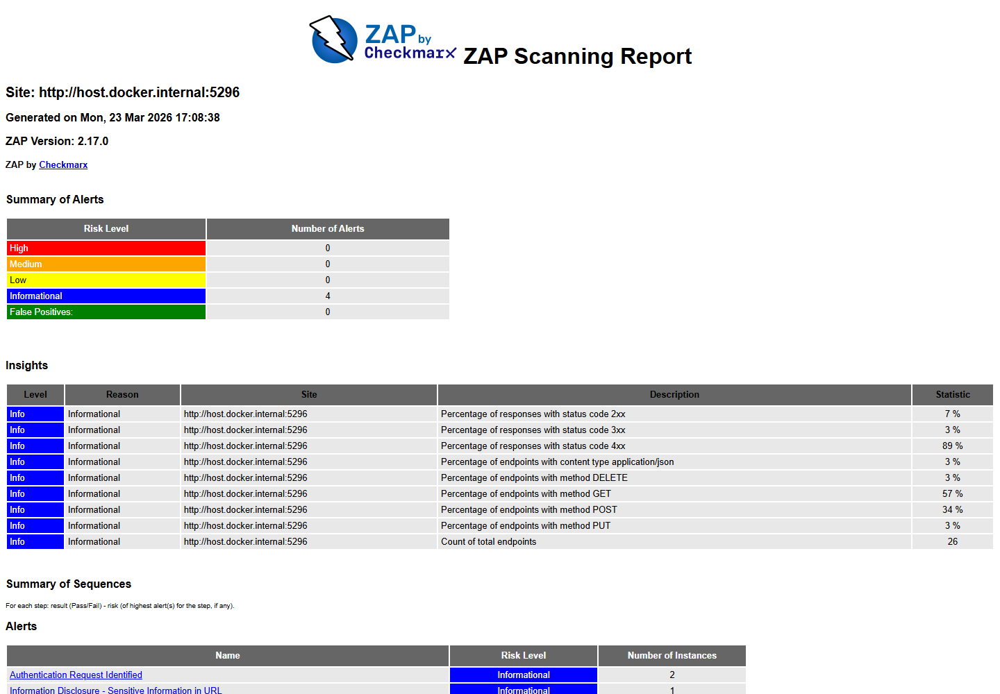 ZAP by
Checkmarx ZAP Scanning Report
Site: http://host.docker.internal:5296
Generated on Mon, 23 Mar 2026 17:08:38
ZAP Version: 2.17.0
ZAP by Checkmarx
Summary of Alerts
Risk Level Number of Alerts
High 0
Medium 0
Low 0
Informational 4
False Positives: 0
Insights
Level Reason Site Description Statistic
Info Informational http://host.docker.internal:5296 Percentage of responses with status code 2xx 7 %
Info Informational http://host.docker.internal:5296 Percentage of responses with status code 3xx 3 %
Info Informational http://host.docker.internal:5296 Percentage of responses with status code 4xx 89 %
Info Informational http://host.docker.internal:5296 Percentage of endpoints with content type application/json 3 %
Info Informational http://host.docker.internal:5296 Percentage of endpoints with method DELETE 3 %
Info Informational http://host.docker.internal:5296 Percentage of endpoints with method GET 57 %
Info Informational http://host.docker.internal:5296 Percentage of endpoints with method POST 34 %
Info Informational http://host.docker.internal:5296 Percentage of endpoints with method PUT 3 %
Info Informational http://host.docker.internal:5296 Count of total endpoints 26
Summary of Sequences
For each step: result (Pass/Fail) - risk (of highest alert(s) for the step, if any).
Alerts
Name Risk Level Number of Instances
Authentication Request Identified Informational 2
Information Disclosure - Sensitive Information in URL Informational 1